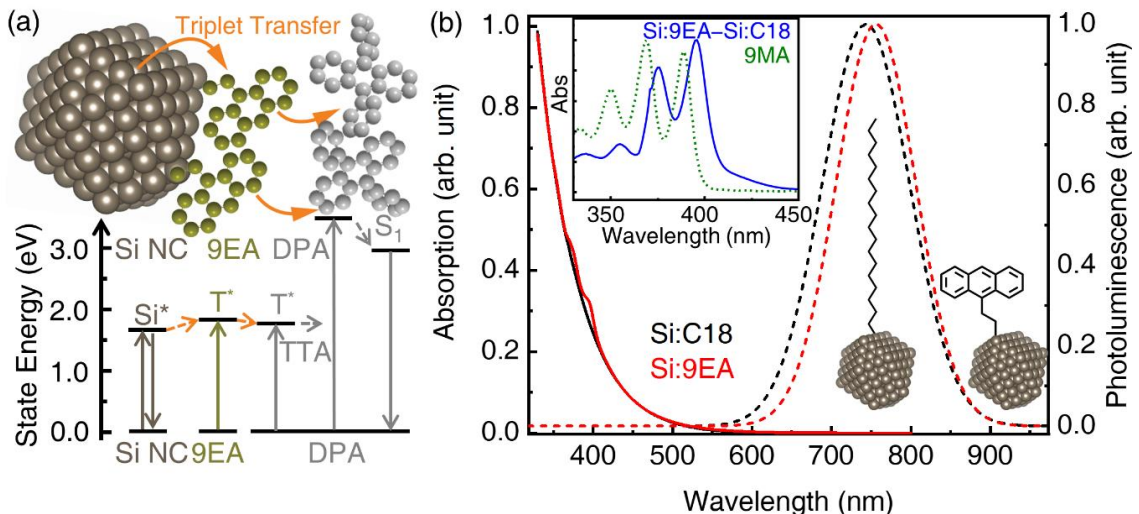 (a)
Triplet Transfer
State Energy (eV)
3.0
2.0
1.0
0.0
Si NC 9EA DPA
S1
Si* T* T*
TTA
Si NC 9EA DPA
(b)
Absorption (arb. unit)
1.0
0.8
0.6
0.4
0.2
0.0
Abs
Si:9EA–Si:C18
9MA
350 400 450
Wavelength (nm)
Si:C18
Si:9EA
1.0
0.8
0.6
0.4
0.2
0.0
Photoluminescence (arb. unit)
400 500 600 700 800 900
Wavelength (nm)